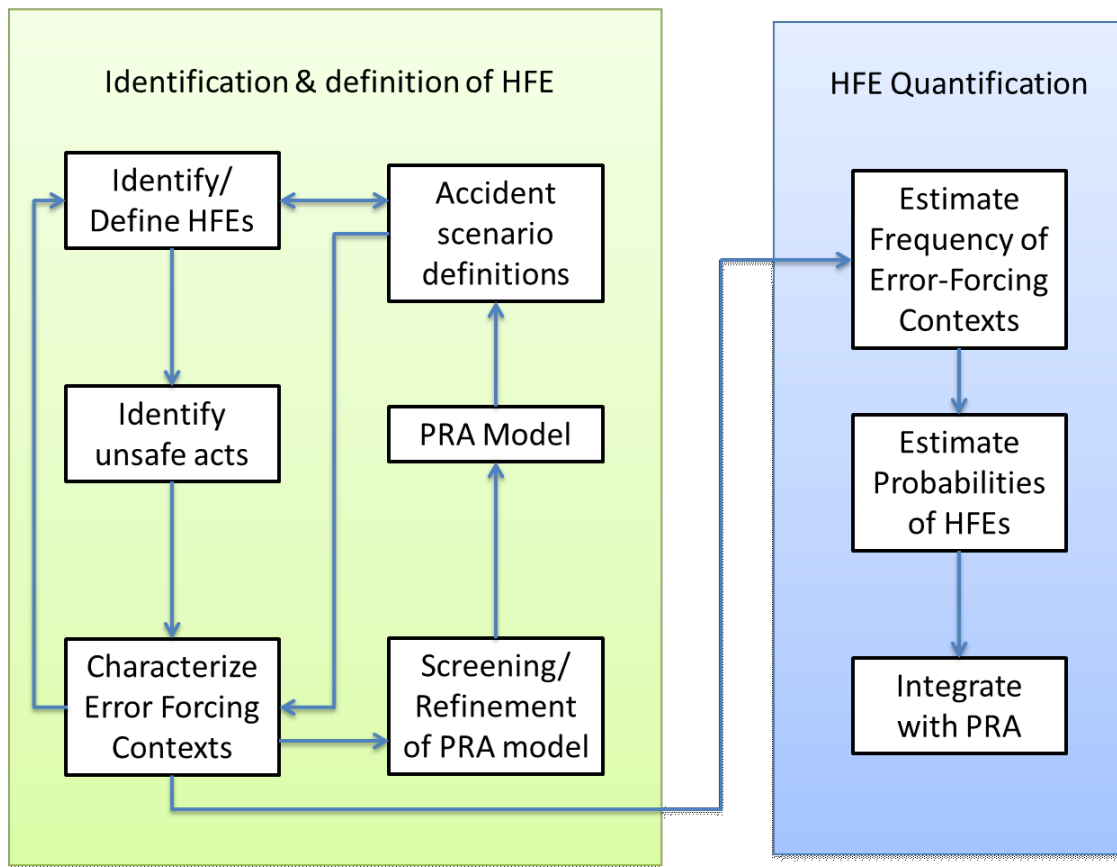 Identification & definition of HFE
Identify/
Define HFEs
Accident
scenario
definitions
Identify
unsafe acts
PRA Model
Characterize
Error Forcing
Contexts
Screening/
Refinement
of PRA model
HFE Quantification
Estimate
Frequency of
Error-Forcing
Contexts
Estimate
Probabilities
of HFEs
Integrate
with PRA